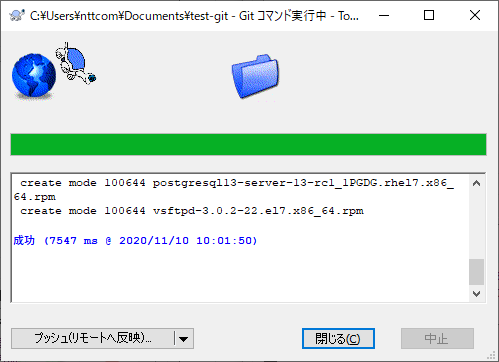 C:¥Users¥nttcom¥Documents¥test-git - Git コマンド実行中 - To...
create mode 100644 postgresql13-server-13-rc1_1PGDG.rhel7.x86_
64.rpm
create mode 100644 vsftpd-3.0.2-22.el7.x86_64.rpm
成功 (7547 ms @ 2020/11/10 10:01:50)
プッシュ(リモートへ反映)...
閉じる(C)
中止